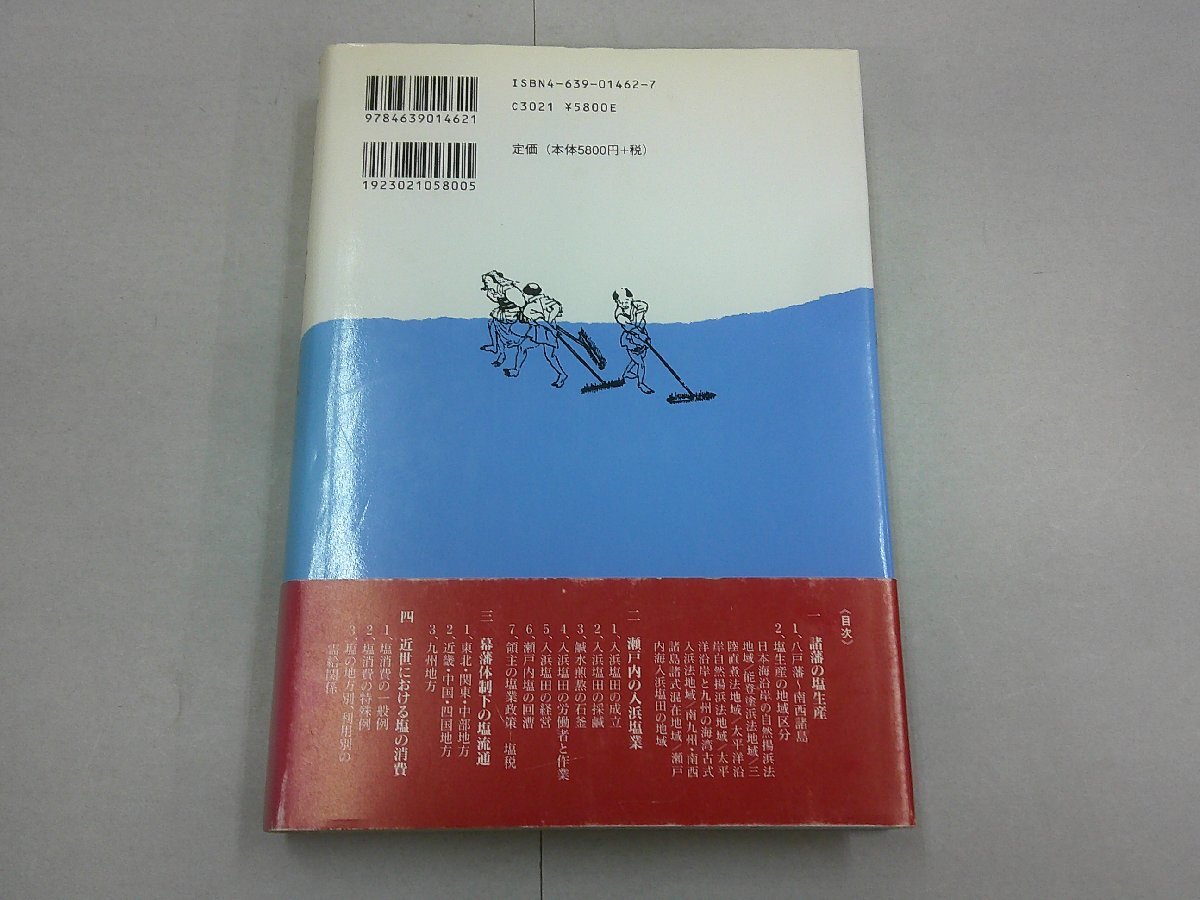 ISBN4-639-01462-7
C3021 ¥5800E
9784639014621
定価（本体5800円+税）
1923021058005
《目次》
一 諸藩の塩生産
1、八戸藩～南西諸島
2、塩生産の地域区分
日本海沿岸の自然揚浜法
地域/能登塗浜法地域/三
陸直煮法地域/太平洋沿
岸自然揚浜法地域/太平
洋沿岸と九州の海湾古式
入浜法地域/南九州・南西
諸島諸式混在地域/瀬戸
内海入浜塩田の地域
二 瀬戸内の入浜塩業
1、入浜塩田の成立
2、入浜塩田の採鹹
3、鹹水煎熬の石釜
4、入浜塩田の労働者と作業
5、入浜塩田の経営
6、瀬戸内塩の回漕
7、領主の塩業政策―塩税
三 幕藩体制下の塩流通
1、東北・関東・中部地方
2、近畿・中国・四国地方
3、九州地方
四 近世における塩の消費
1、塩消費の一般例
2、塩消費の特殊例
3、塩の地方別、利用別の
需給関係